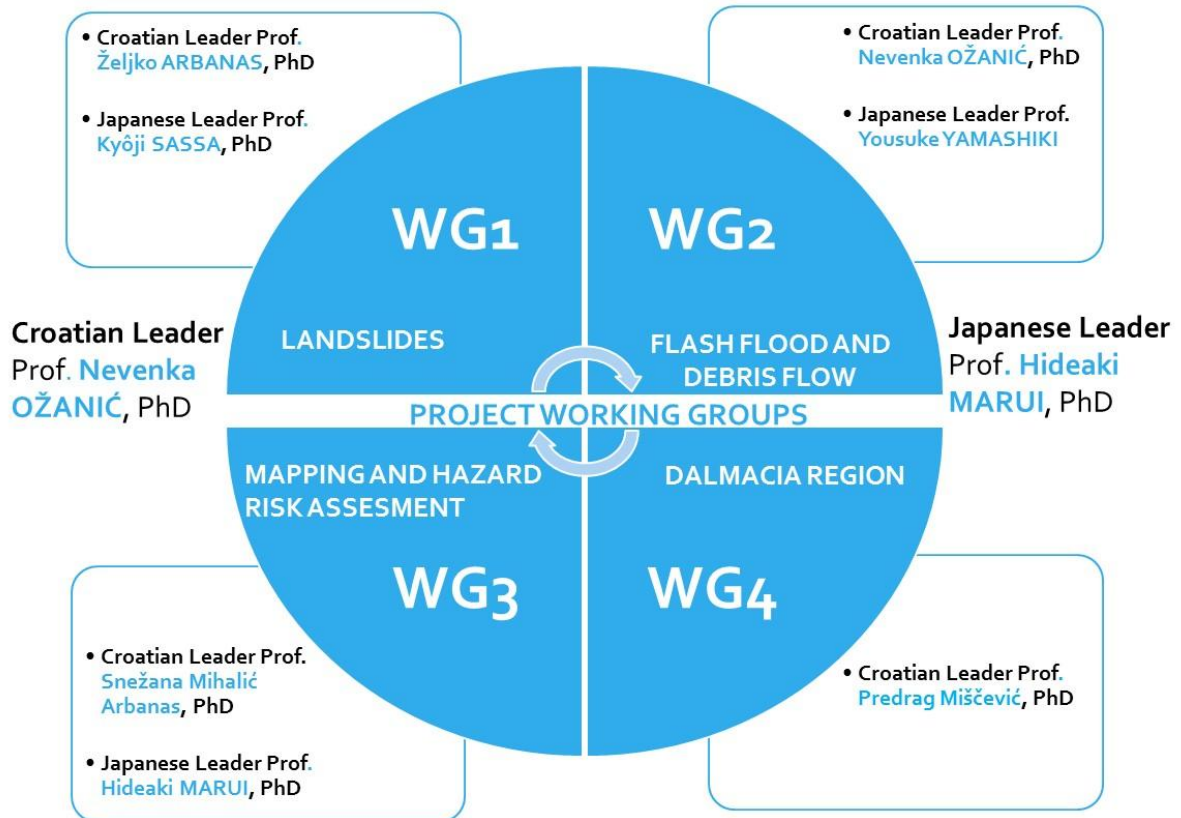 • Croatian Leader Prof.
Željko ARBANAS, PhD
• Japanese Leader Prof.
Kyôji SASSA, PhD
• Croatian Leader Prof.
Nevenka OŽANIĆ, PhD
• Japanese Leader Prof.
Yousuke YAMASHIKI
WG1
WG2
LANDSLIDES
FLASH FLOOD AND
DEBRIS FLOW
Croatian Leader
Prof. Nevenka
OŽANIĆ, PhD
Japanese Leader
Prof. Hideaki
MARUI, PhD
PROJECT WORKING GROUPS
MAPPING AND HAZARD
RISK ASSESMENT
DALMACIA REGION
WG3
WG4
• Croatian Leader Prof.
Snežana Mihalić
Arbanas, PhD
• Japanese Leader Prof.
Hideaki MARUI, PhD
• Croatian Leader Prof.
Predrag Miščević, PhD